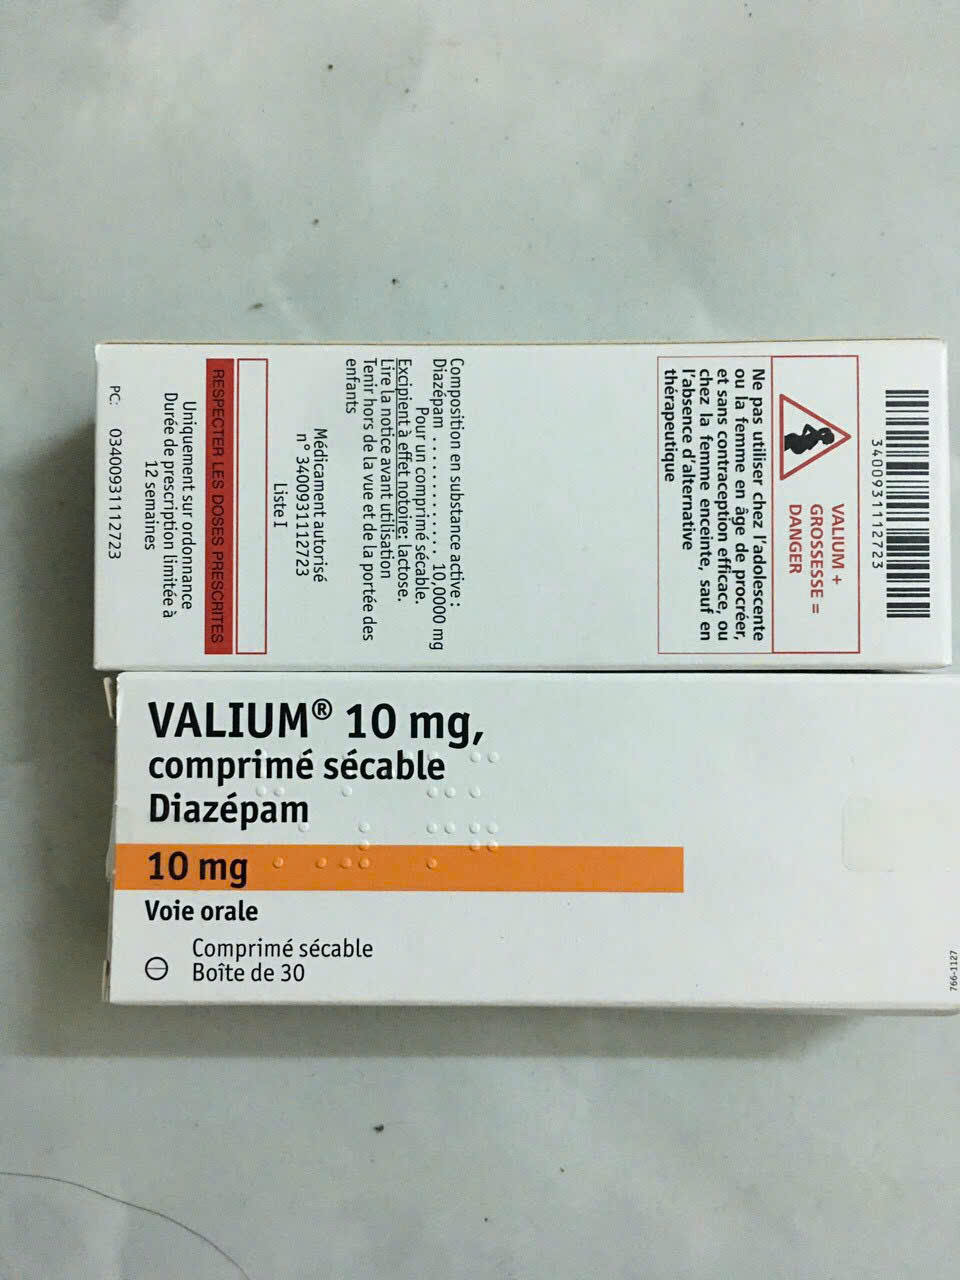 3400931112723
VALIUM +
GROSSESSE =
DANGER
Ne pas utiliser chez l'adolescente
ou la femme en âge de procréer,
et sans contraception efficace, ou
chez la femme enceinte, sauf en
l'absence d'alternative
thérapeutique
Composition en substance active :
Diazépam ............... 10,0000 mg
Pour un comprimé sécable.
Excipient à effet notoire: lactose.
Lire la notice avant utilisation
Tenir hors de la vue et de la portée des
enfants
Médicament autorisé
n° 3400931112723
Liste I
RESPECTER LES DOSES PRESCRITES
Uniquement sur ordonnance
Durée de prescription limitée à
12 semaines
PC: 03400931112723
VALIUM® 10 mg,
comprimé sécable
Diazépam
10 mg
Voie orale
Comprimé sécable
Boîte de 30
766-1127